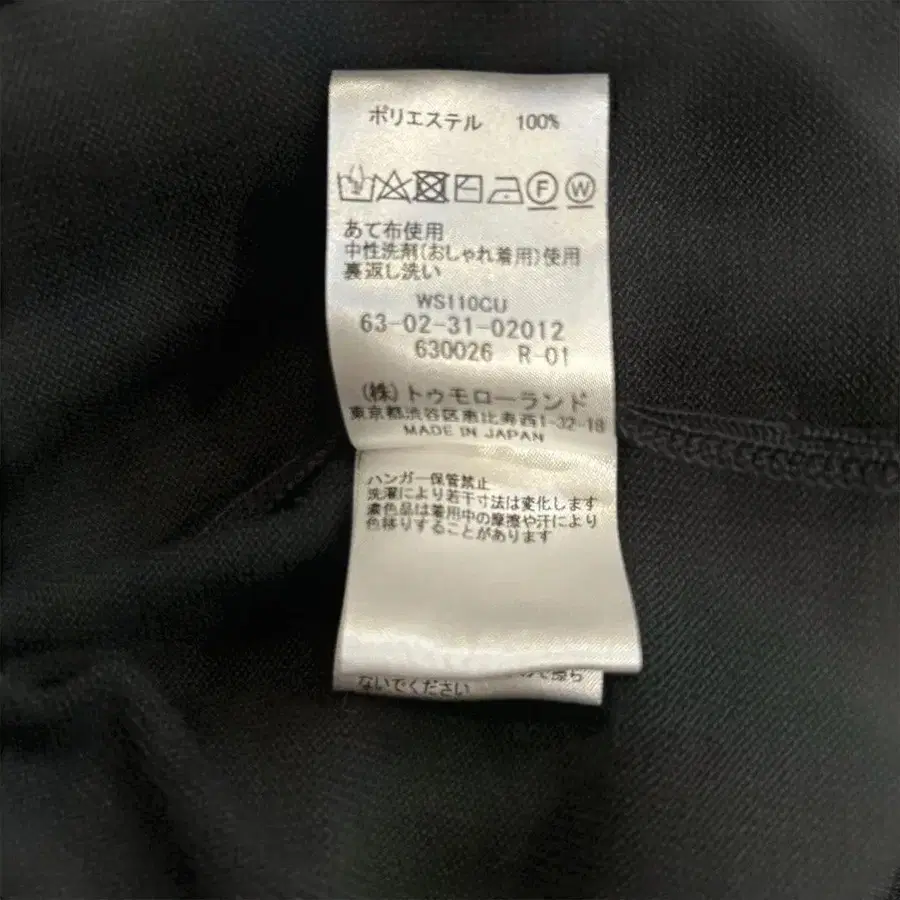 ポリエステル 100%
F W
あて布使用
中性洗剤(おしゃれ着用)使用
裏返し洗い
WS110CU
63-02-31-02012
630026 R-01
(株)トゥモローランド
東京都渋谷区恵比寿西1-32-18
MADE IN JAPAN
ハンガー保管禁止
洗濯により若干寸法は変化します
濃色品は着用中の摩擦や汗により
色移りすることがあります
ないでください